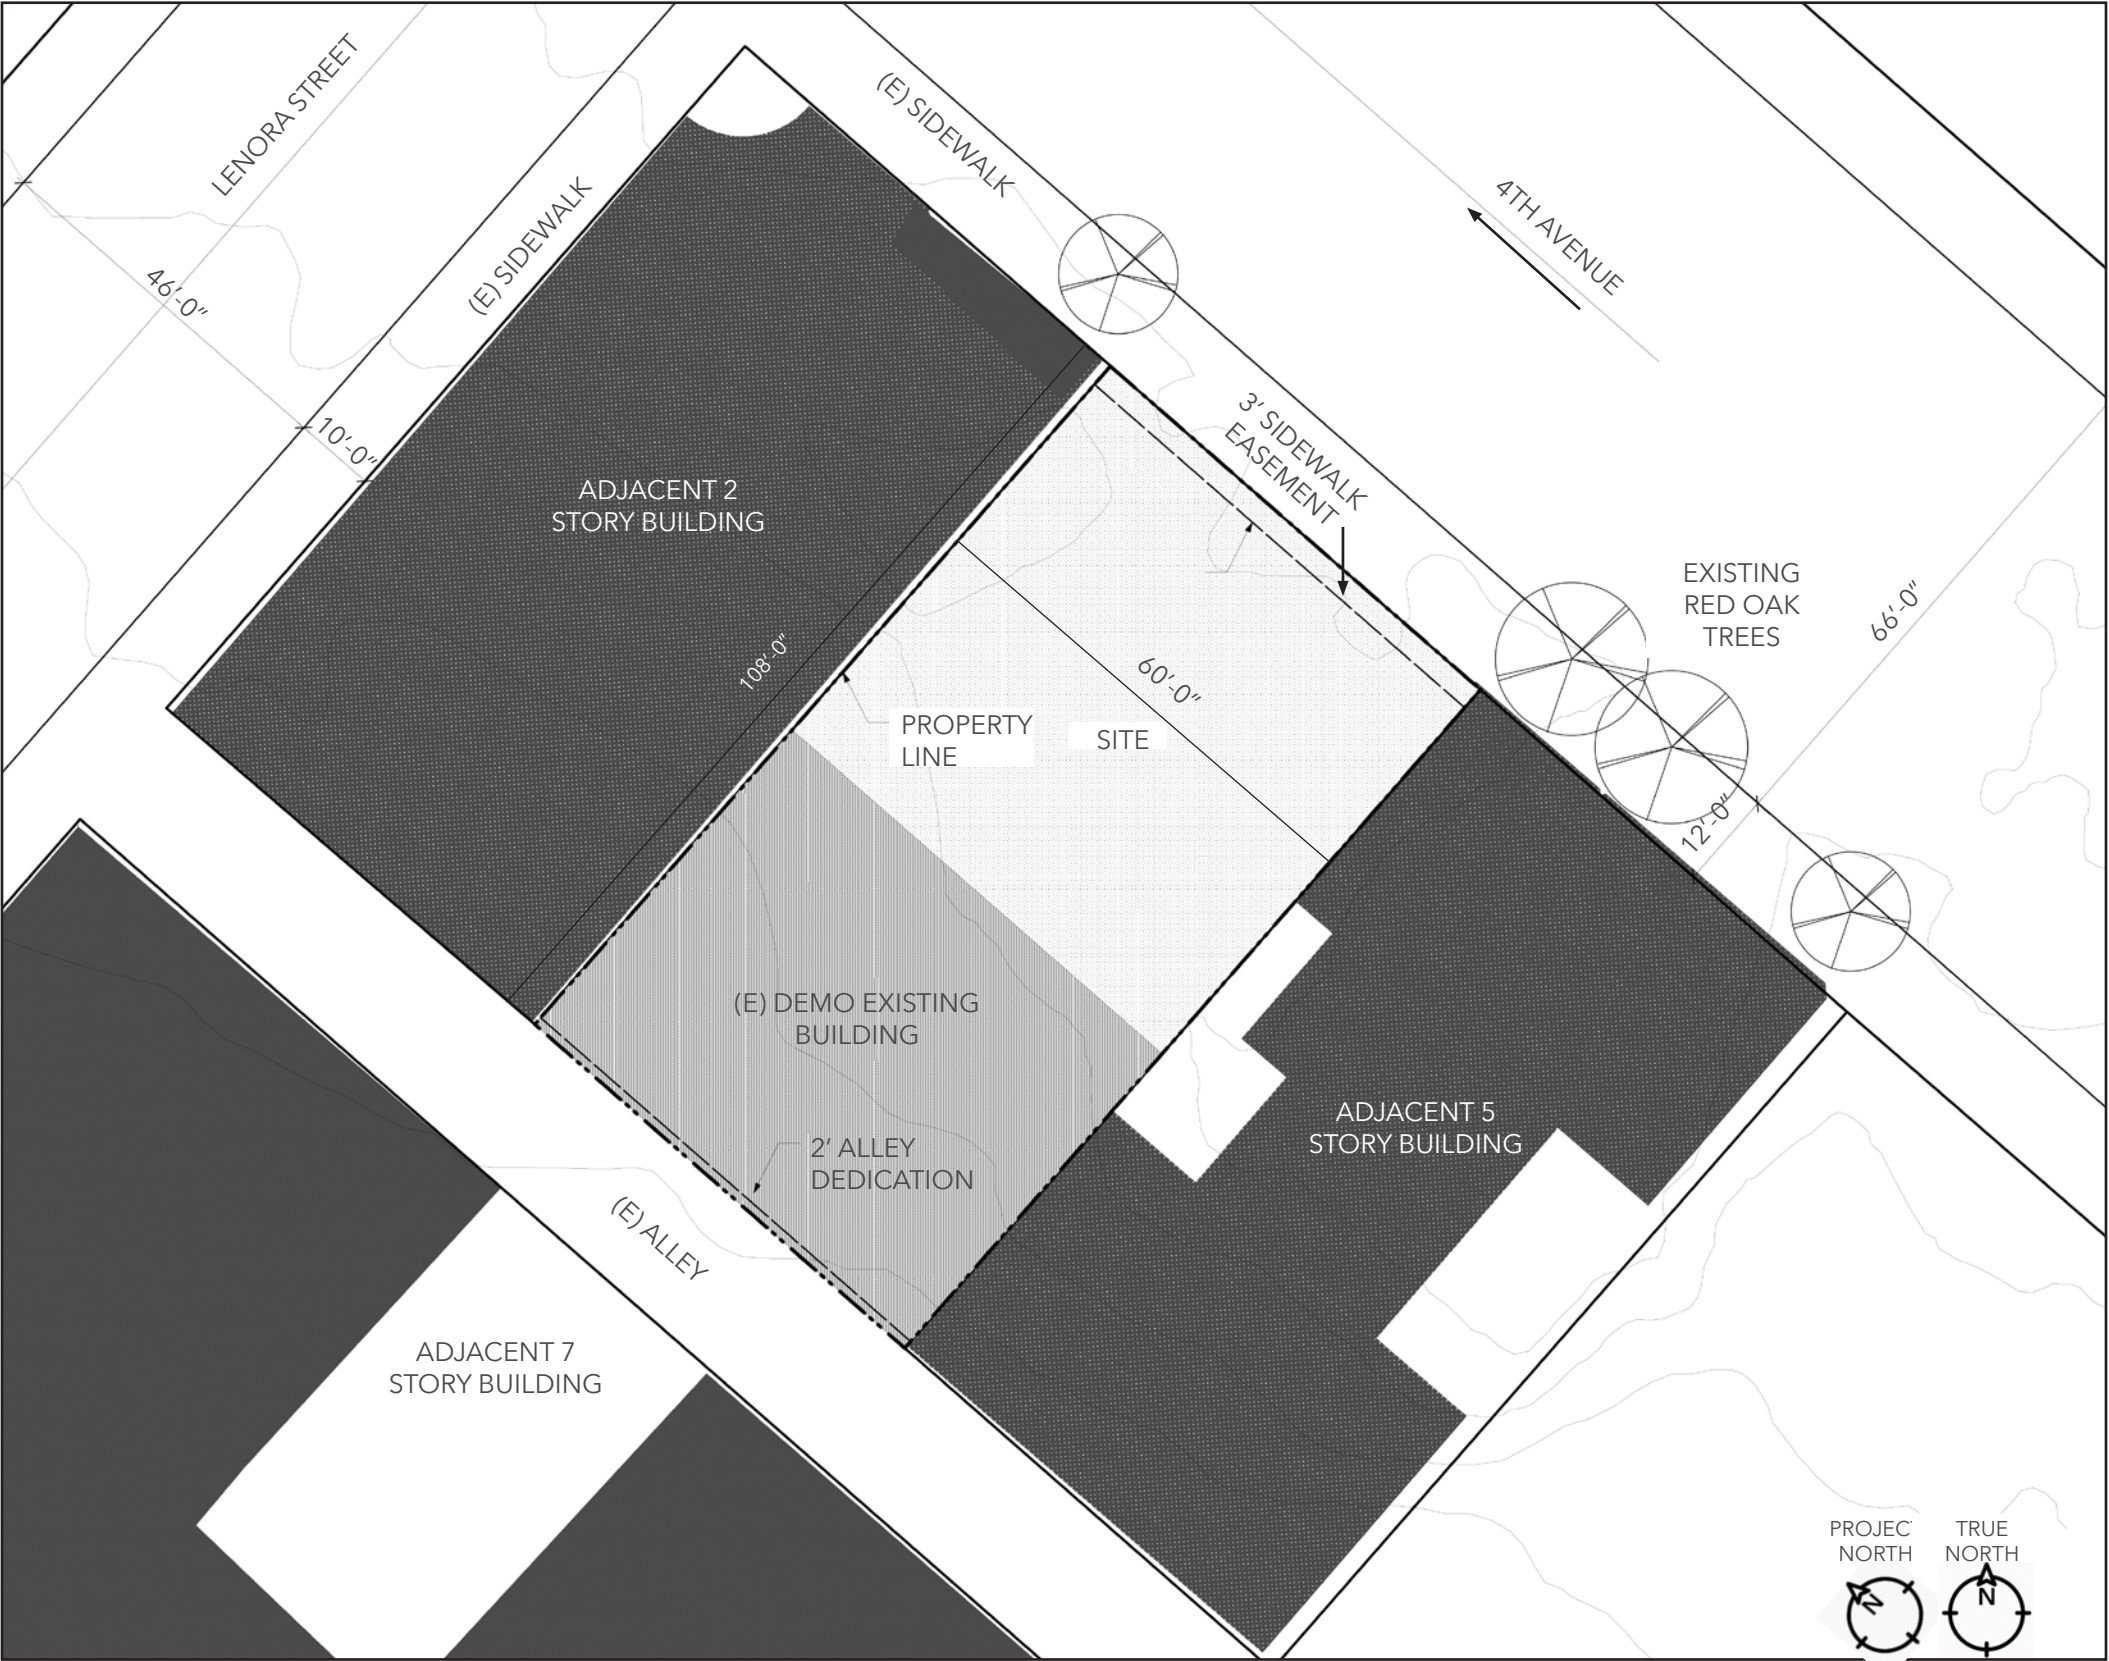 LENORA STREET
(E) SIDEWALK
(E) SIDEWALK
4TH AVENUE
46'-0"
10'-0"
3' SIDEWALK
EASEMENT
ADJACENT 2
STORY BUILDING
EXISTING
RED OAK
TREES
66'-0"
108'-0"
60'-0"
PROPERTY
LINE
SITE
12'-0"
(E) DEMO EXISTING
BUILDING
2' ALLEY
DEDICATION
ADJACENT 5
STORY BUILDING
(E) ALLEY
ADJACENT 7
STORY BUILDING
PROJEC
NORTH
N
TRUE
NORTH
N